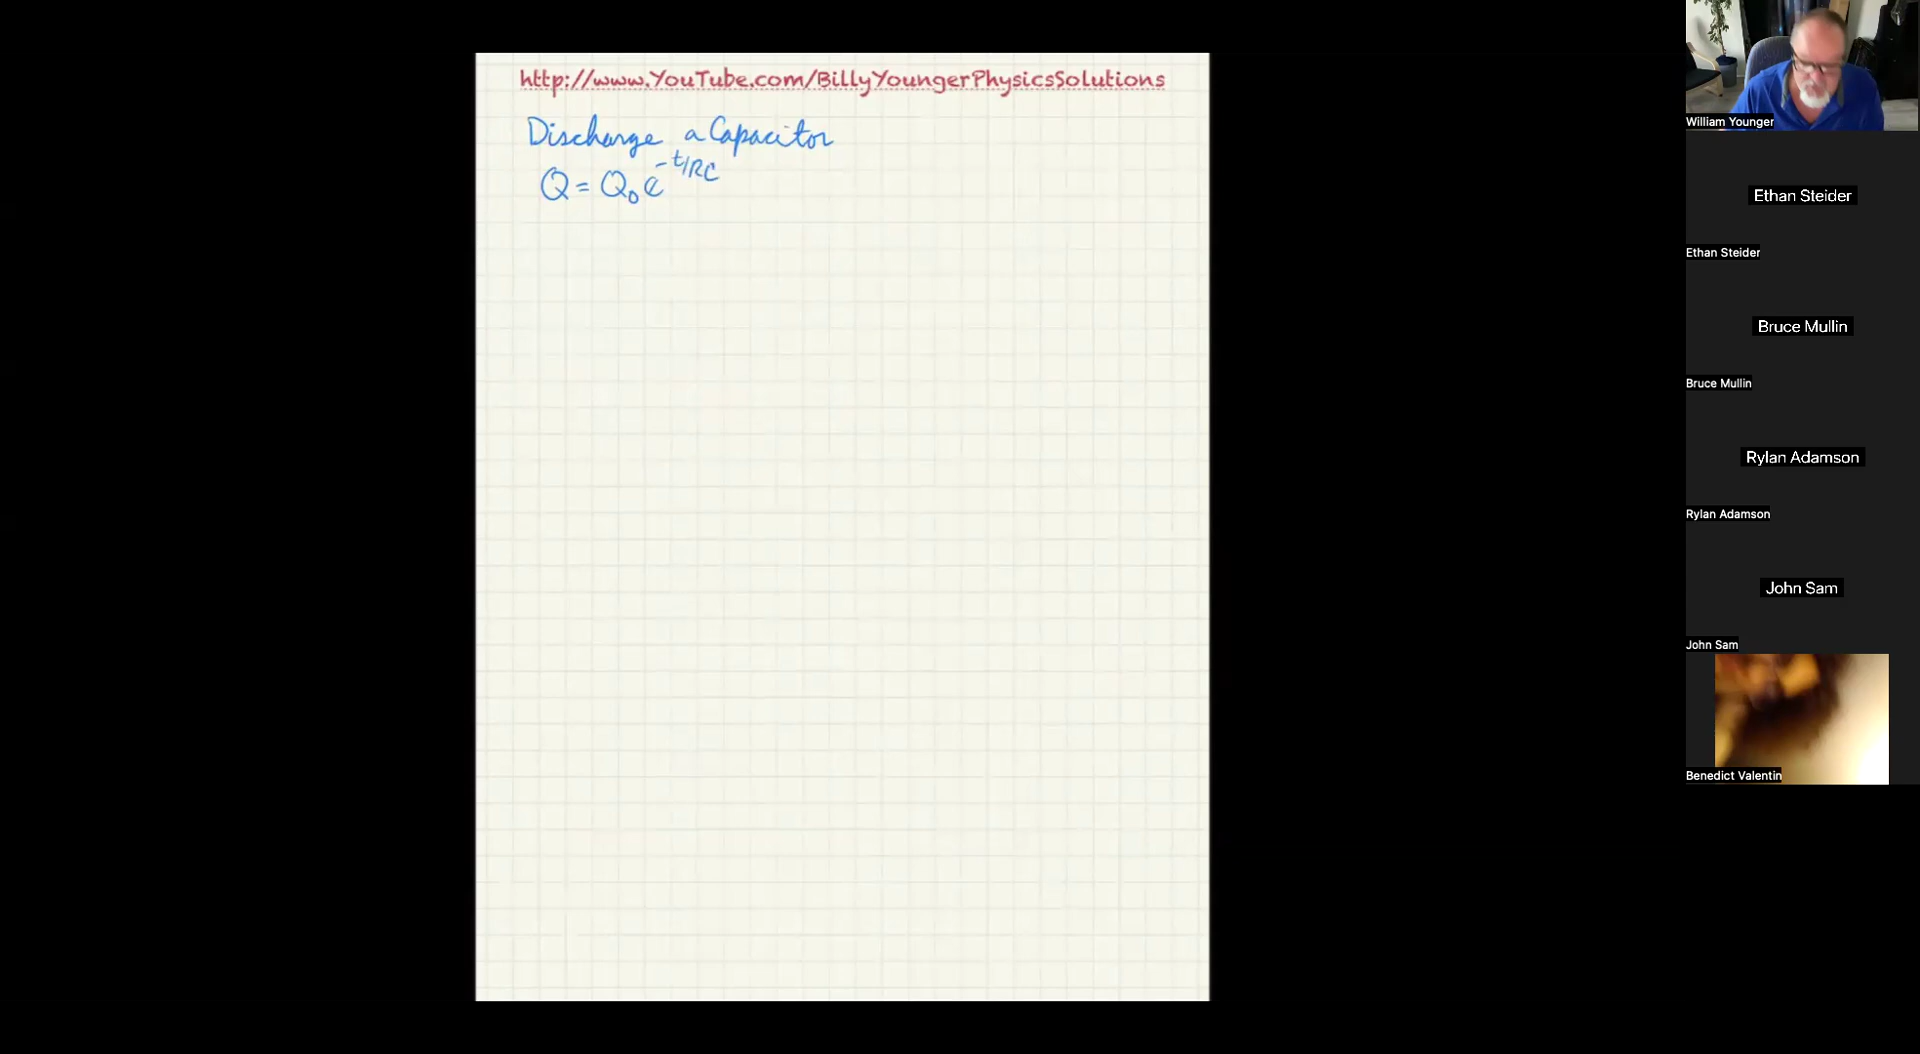 http://www.YouTube.com/BillyYoungerPhysicsSolutions
Discharge a Capacitor
Q = Q₀ e^(-t/RC)
William Younger
Ethan Steider
Ethan Steider
Bruce Mullin
Bruce Mullin
Rylan Adamson
Rylan Adamson
John Sam
John Sam
Benedict Valentin